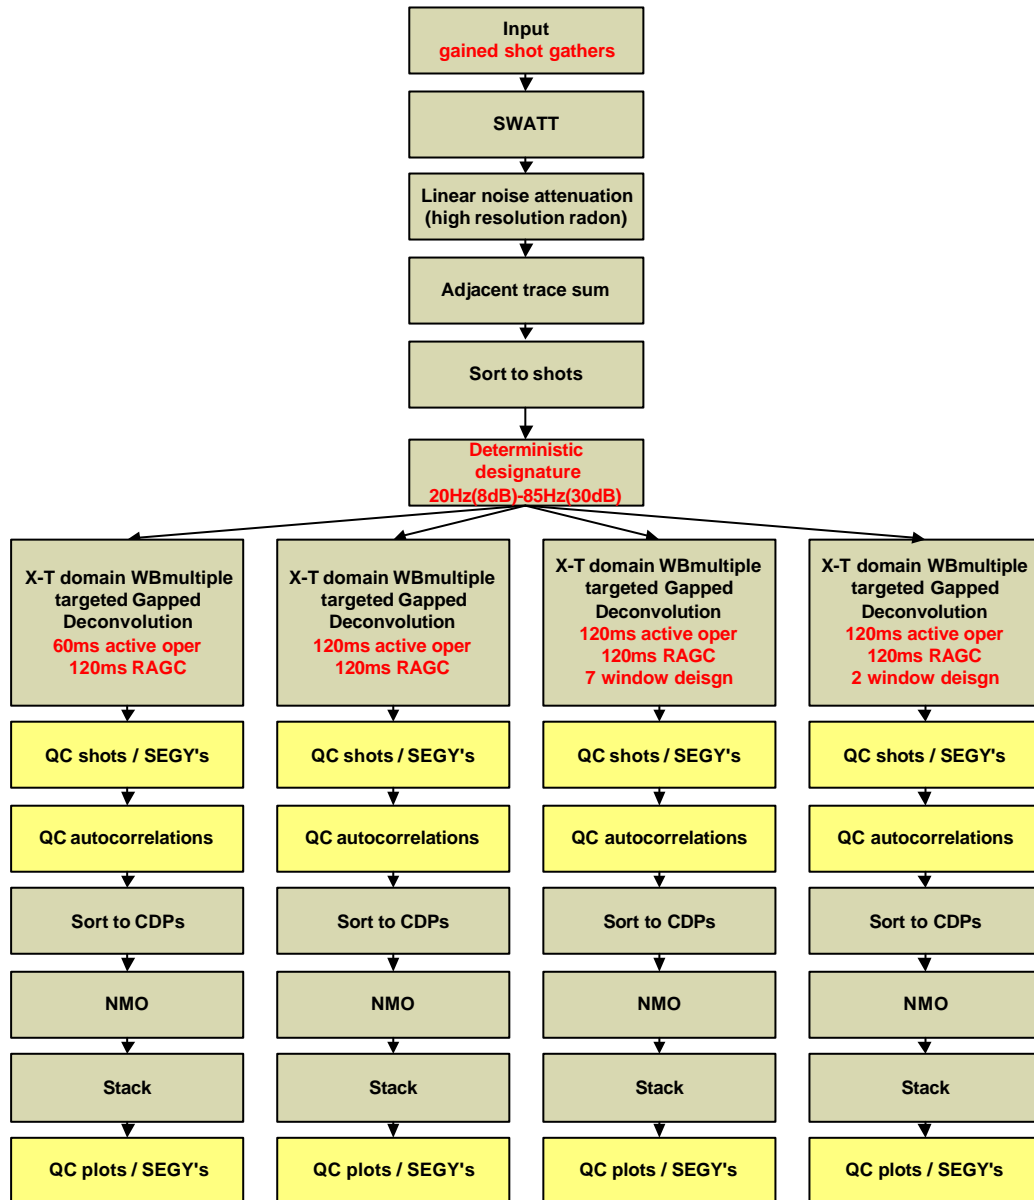 Input
gained shot gathers
SWATT
Linear noise attenuation
(high resolution radon)
Adjacent trace sum
Sort to shots
Deterministic
designature
20Hz(8dB)-85Hz(30dB)
X-T domain WBmultiple
targeted Gapped
Deconvolution
60ms active oper
120ms RAGC
X-T domain WBmultiple
targeted Gapped
Deconvolution
120ms active oper
120ms RAGC
X-T domain WBmultiple
targeted Gapped
Deconvolution
120ms active oper
120ms RAGC
7 window deisgn
X-T domain WBmultiple
targeted Gapped
Deconvolution
120ms active oper
120ms RAGC
2 window deisgn
QC shots / SEGY's
QC shots / SEGY's
QC shots / SEGY's
QC shots / SEGY's
QC autocorrelations
QC autocorrelations
QC autocorrelations
QC autocorrelations
Sort to CDPs
Sort to CDPs
Sort to CDPs
Sort to CDPs
NMO
NMO
NMO
NMO
Stack
Stack
Stack
Stack
QC plots / SEGY's
QC plots / SEGY's
QC plots / SEGY's
QC plots / SEGY's